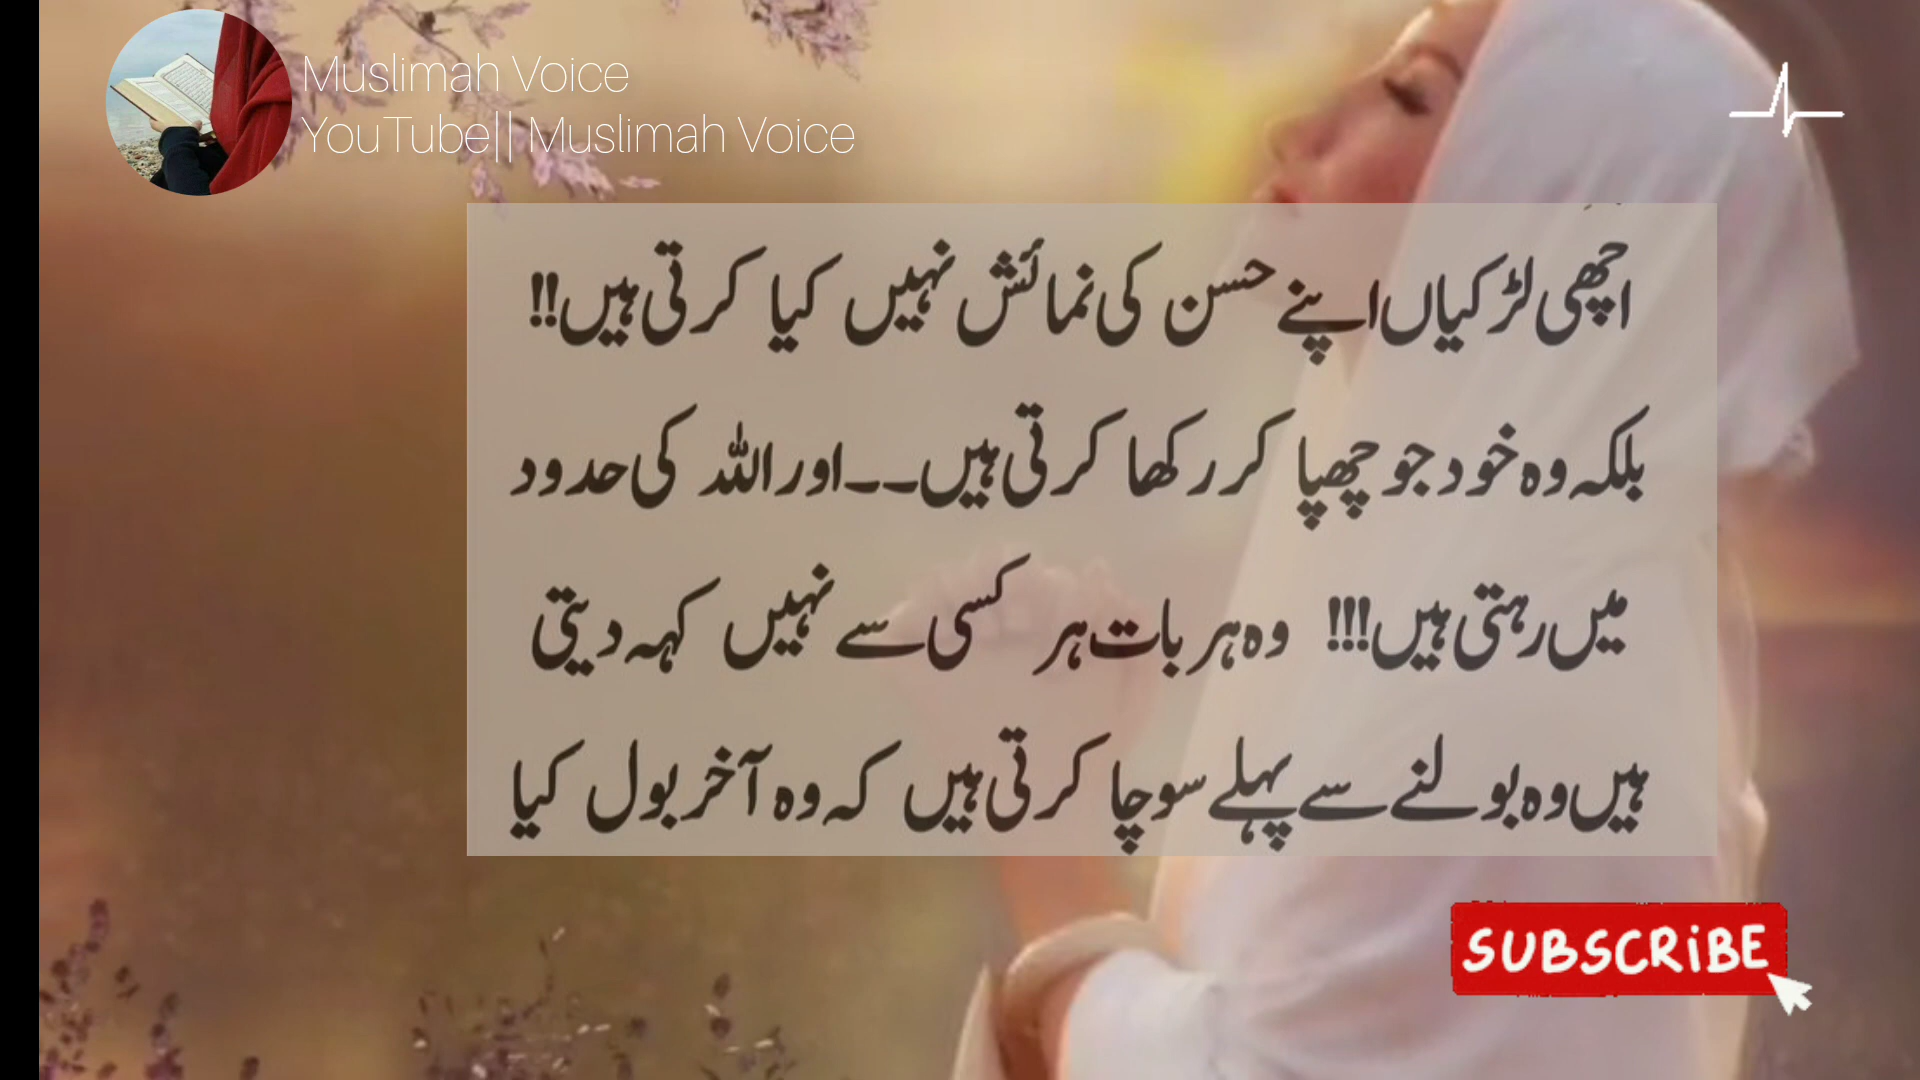 Muslimah Voice
YouTube|| Muslimah Voice
اچھی لڑکیاں اپنے حسن کی نمائش نہیں کیا کرتی ہیں!!
بلکہ وہ خود جو چھپا کر رکھا کرتی ہیں۔۔اور اللہ کی حدود
میں رہتی ہیں!!! وہ ہر بات ہر کسی سے نہیں کہہ دیتی
ہیں وہ بولنے سے پہلے سوچا کرتی ہیں کہ وہ آخر بول کیا
SUBSCRiBE